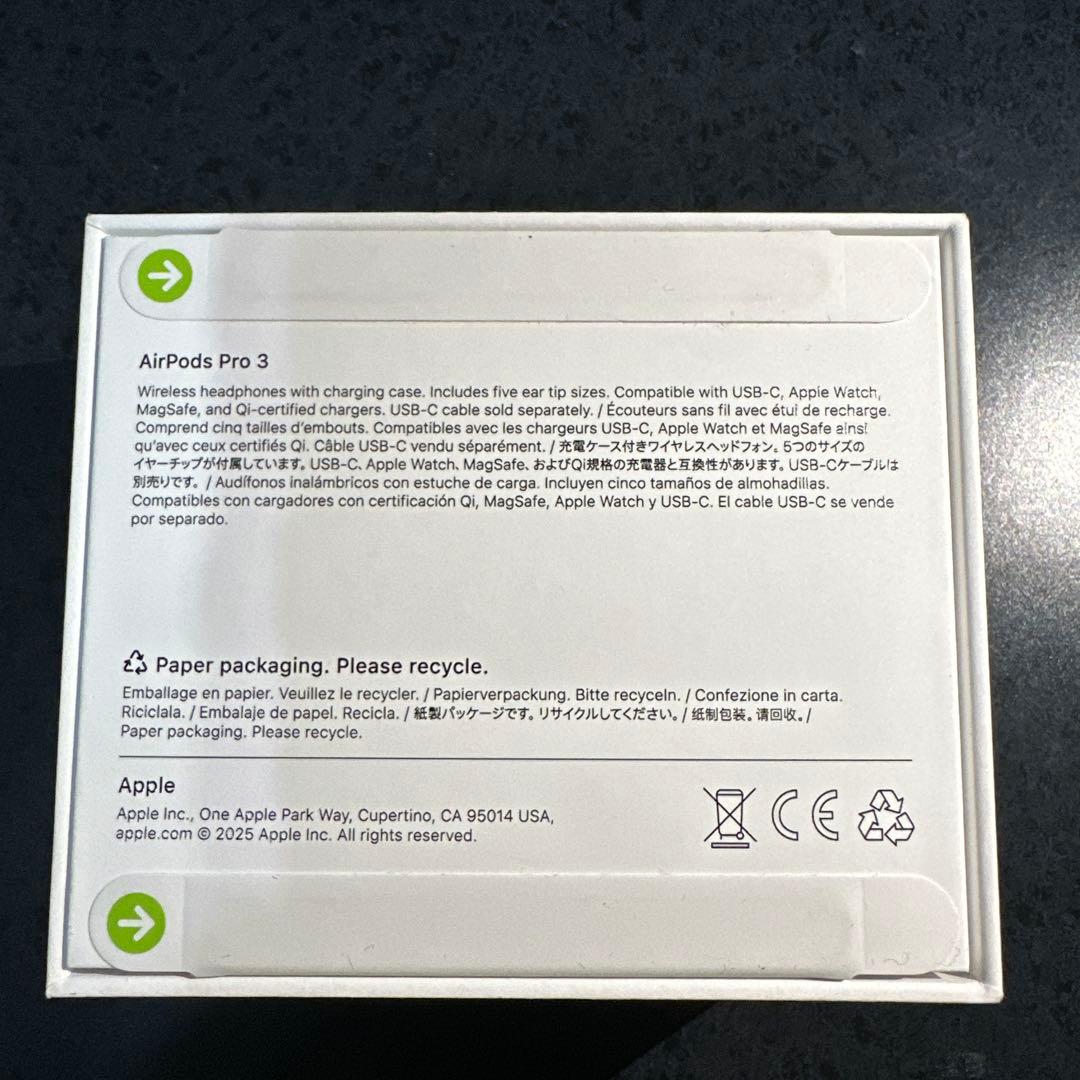 AirPods Pro 3
Wireless headphones with charging case. Includes five ear tip sizes. Compatible with USB-C, Apple Watch,
MagSafe, and Qi-certified chargers. USB-C cable sold separately. / Écouteurs sans fil avec étui de recharge.
Comprend cinq tailles d'embouts. Compatibles avec les chargeurs USB-C, Apple Watch et MagSafe ainsi
qu'avec ceux certifiés Qi. Câble USB-C vendu séparément. / 充電ケース付きワイヤレスヘッドフォン。5つのサイズの
イヤーチップが付属しています。USB-C、Apple Watch、MagSafe、およびQi規格の充電器と互換性があります。USB-Cケーブルは
別売りです。/ Audífonos inalámbricos con estuche de carga. Incluyen cinco tamaños de almohadillas.
Compatibles con cargadores con certificación Qi, MagSafe, Apple Watch y USB-C. El cable USB-C se vende
por separado.
Paper packaging. Please recycle.
Emballage en papier. Veuillez le recycler. / Papierverpackung. Bitte recyceln. / Confezione in carta.
Riciclala. / Embalaje de papel. Recicla. / 紙製パッケージです。リサイクルしてください。/ 纸制包装。请回收。/
Paper packaging. Please recycle.
Apple
Apple Inc., One Apple Park Way, Cupertino, CA 95014 USA,
apple.com © 2025 Apple Inc. All rights reserved.
CE